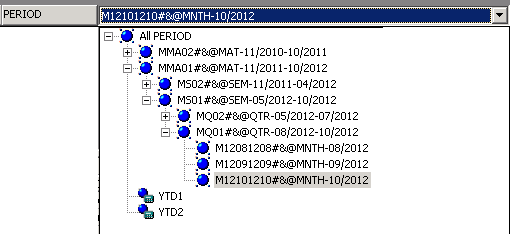 PERIOD M12101210#&@MNTH-10/2012
All PERIOD
MMA02#&@MAT-11/2010-10/2011
MMA01#&@MAT-11/2011-10/2012
MS02#&@SEM-11/2011-04/2012
MS01#&@SEM-05/2012-10/2012
MQ02#&@QTR-05/2012-07/2012
MQ01#&@QTR-08/2012-10/2012
M12081208#&@MNTH-08/2012
M12091209#&@MNTH-09/2012
M12101210#&@MNTH-10/2012
YTD1
YTD2